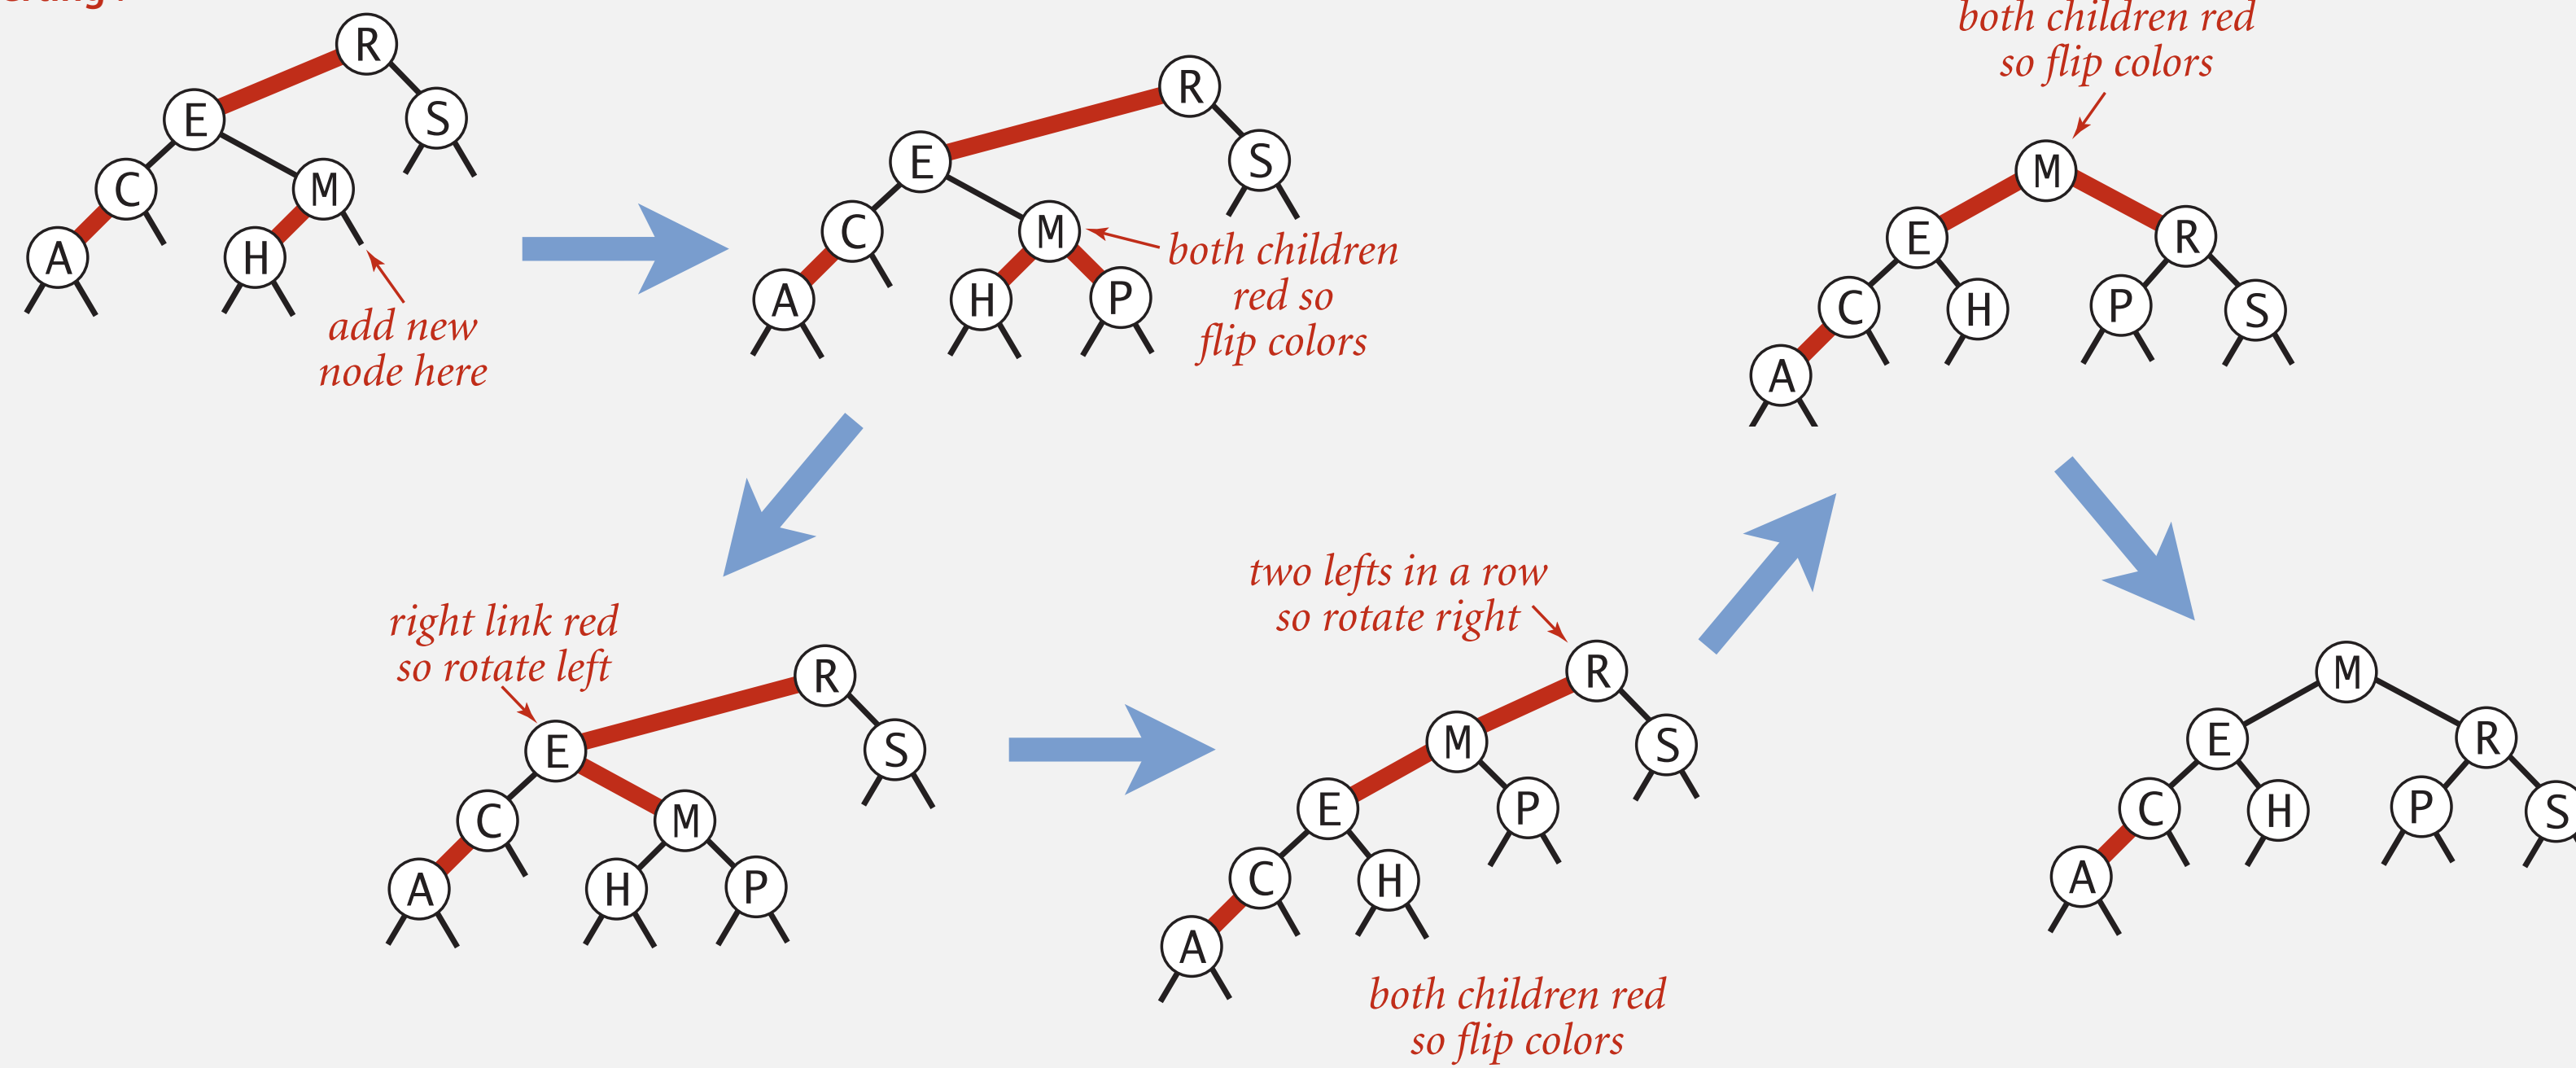 R
E
S
C
M
A
H
add new
node here
R
E
S
C
M
A
H
P
both children
red so
flip colors
both children red
so flip colors
M
E
R
C
H
P
S
A
right link red
so rotate left
R
E
S
C
M
A
H
P
two lefts in a row
so rotate right
R
M
S
E
P
C
H
A
both children red
so flip colors
M
E
R
C
H
P
S
A